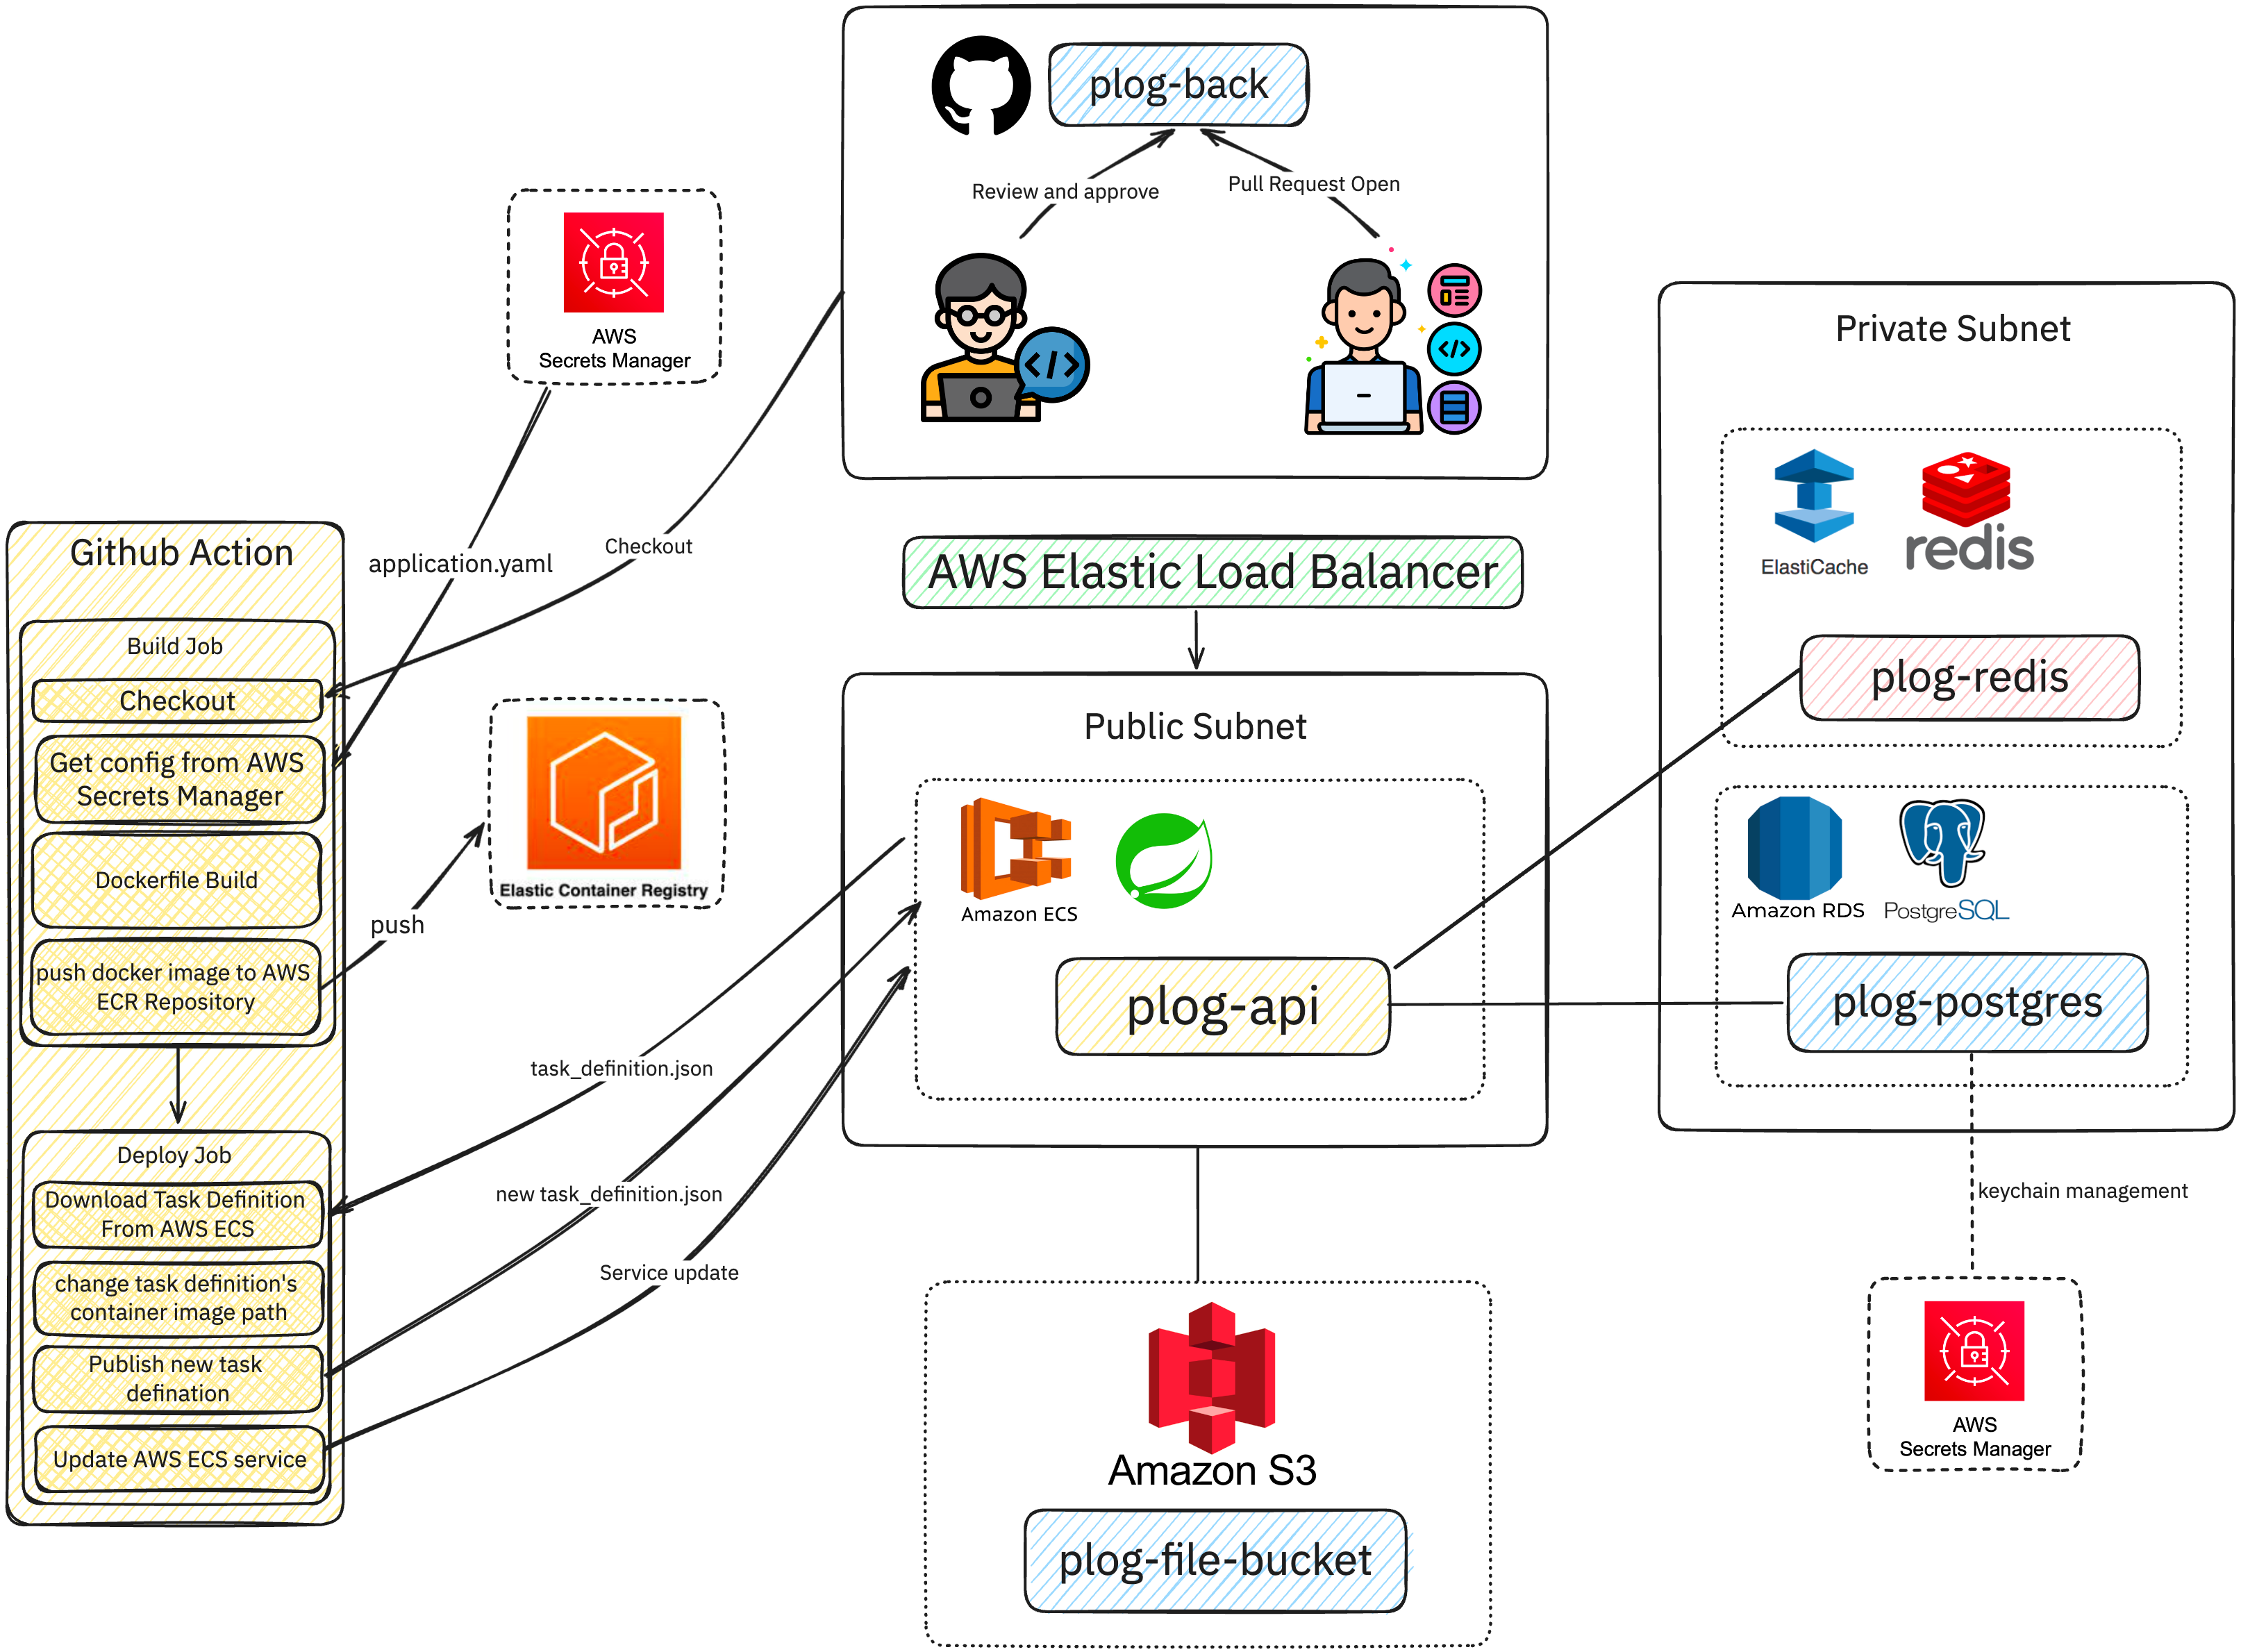 plog-back
Review and approve
Pull Request Open
AWS
Secrets Manager
application.yaml
Checkout
Github Action
Build Job
Checkout
Get config from AWS
Secrets Manager
Dockerfile Build
push docker image to AWS
ECR Repository
push
Elastic Container Registry
Deploy Job
Download Task Definition
From AWS ECS
change task definition's
container image path
Publish new task
defination
Update AWS ECS service
task_definition.json
new task_definition.json
Service update
AWS Elastic Load Balancer
Public Subnet
Amazon ECS
plog-api
Amazon S3
plog-file-bucket
Private Subnet
ElastiCache
redis
plog-redis
Amazon RDS
PostgreSQL
plog-postgres
keychain management
AWS
Secrets Manager